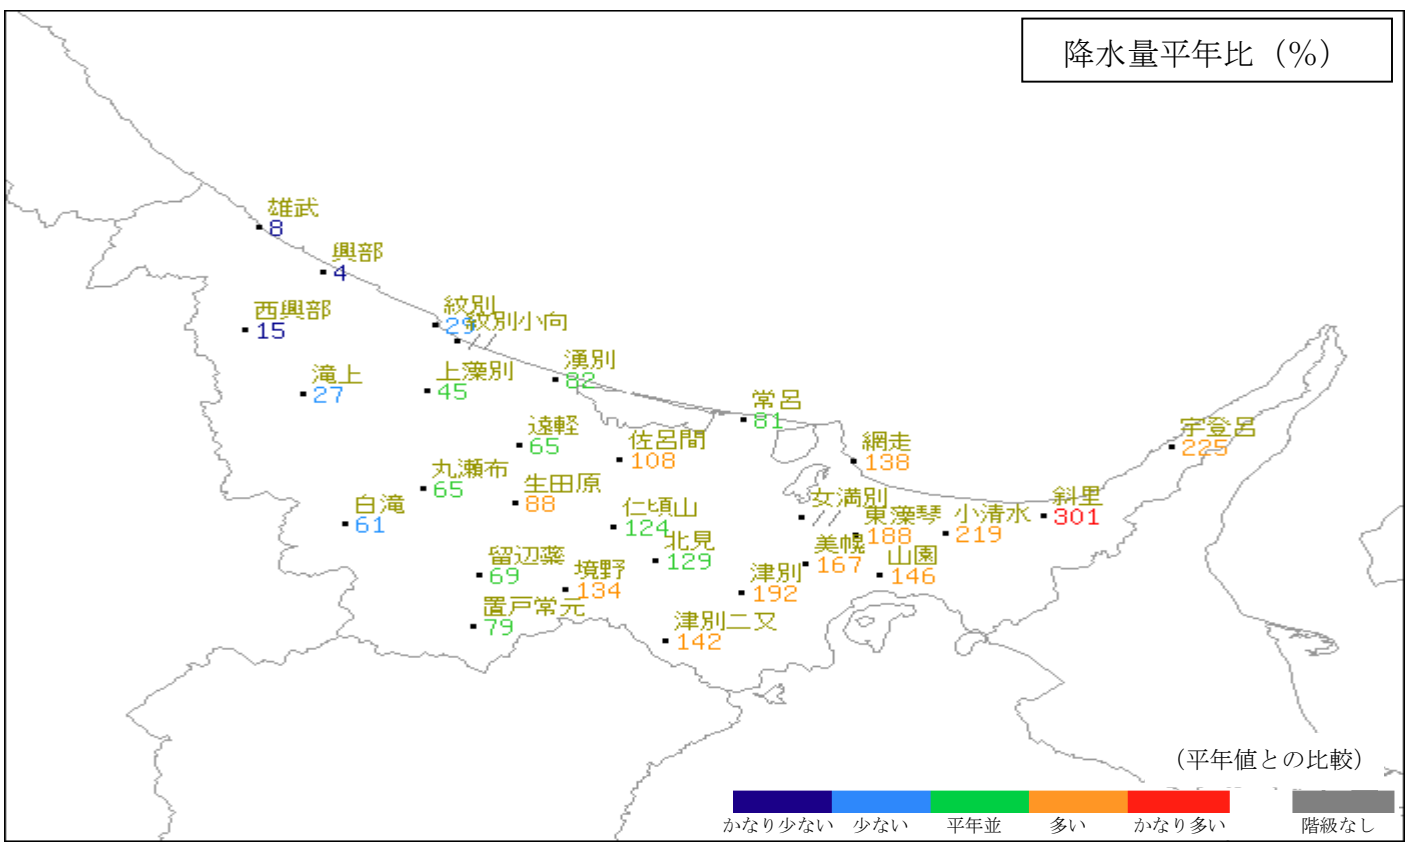 降水量平年比（％）
雄武
8
興部
4
西興部
15
紋別
29
紋別小向
//
滝上
27
上藻別
45
湧別
82
常呂
81
遠軽
65
佐呂間
108
網走
138
宇登呂
225
丸瀬布
65
生田原
88
白滝
61
仁頃山
124
女満別
//
東藻琴
188
小清水
219
斜里
301
北見
129
美幌
167
山園
146
留辺蘂
69
境野
134
津別
192
置戸常元
79
津別二又
142
（平年値との比較）
かなり少ない 少ない 平年並 多い かなり多い 階級なし